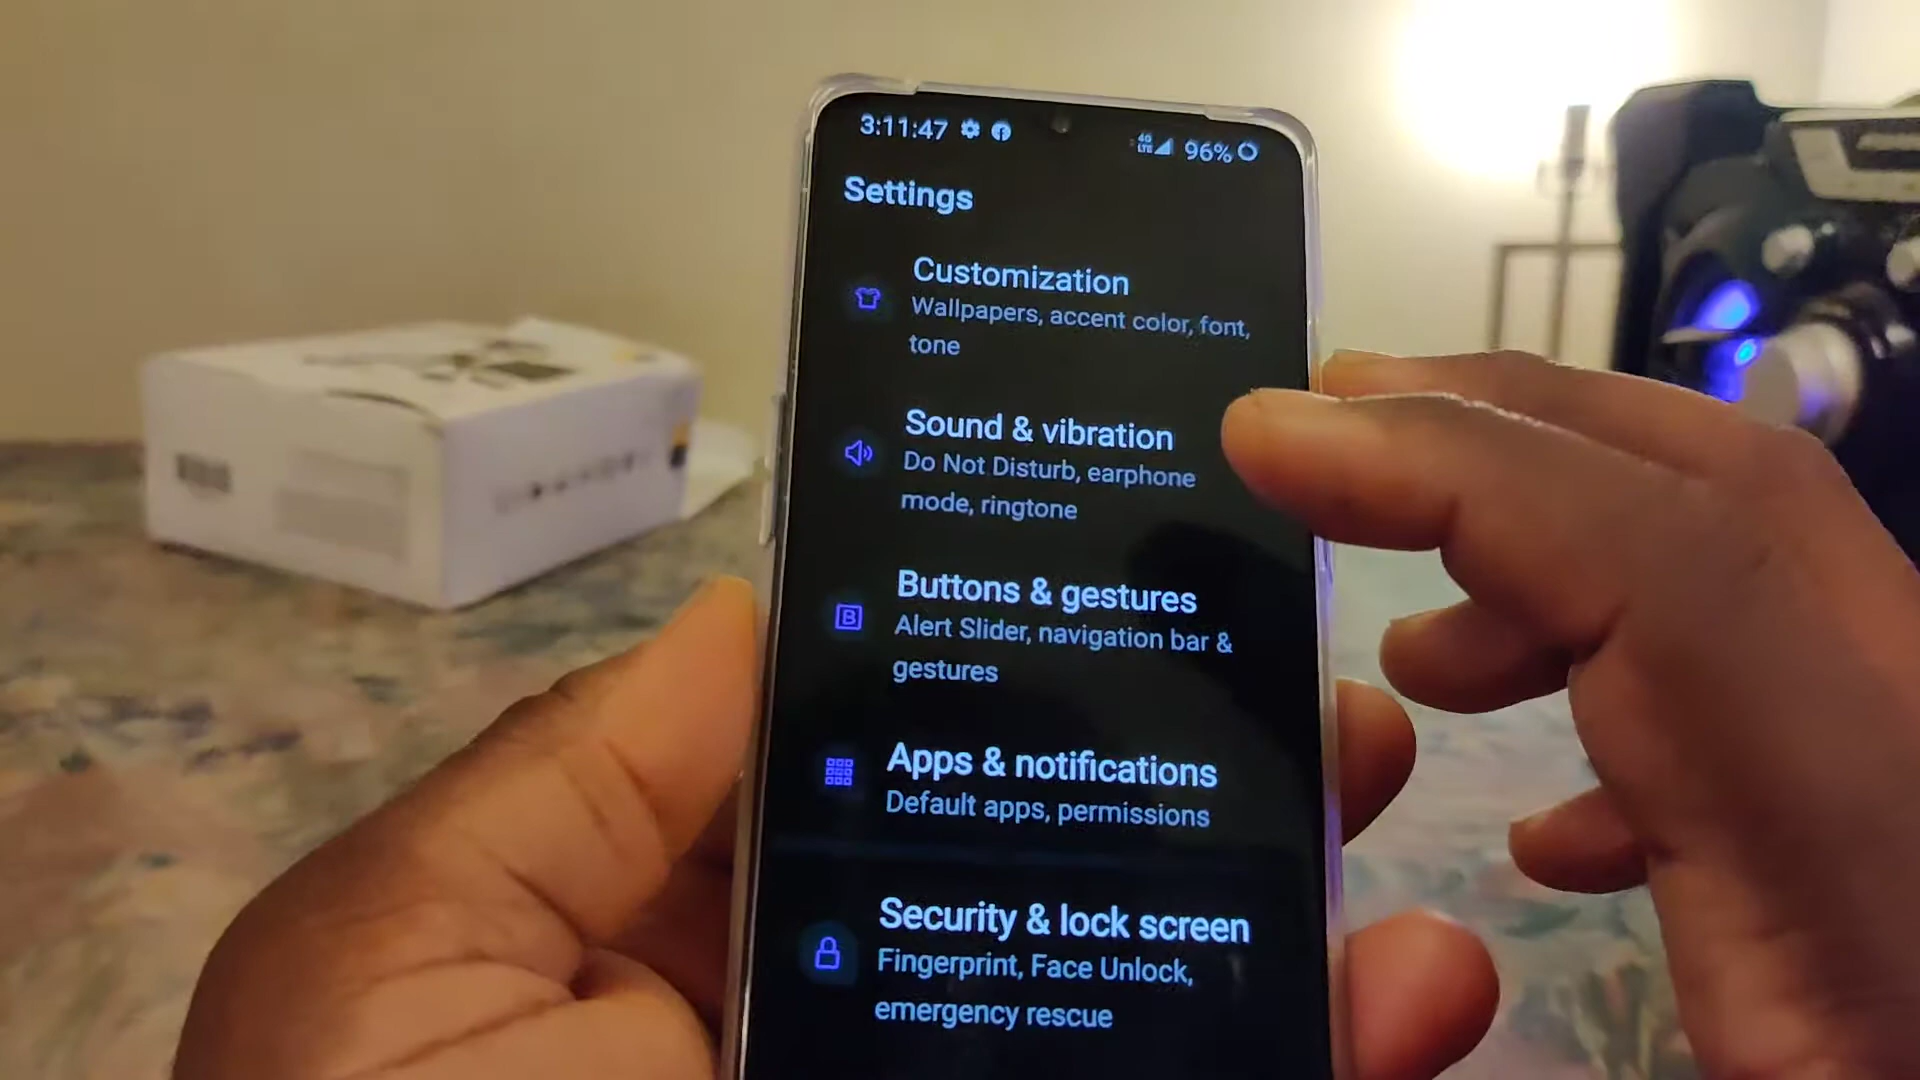 3:11:47
4G LTE 96%
Settings
Customization
Wallpapers, accent color, font,
tone
Sound & vibration
Do Not Disturb, earphone
mode, ringtone
Buttons & gestures
Alert Slider, navigation bar &
gestures
Apps & notifications
Default apps, permissions
Security & lock screen
Fingerprint, Face Unlock,
emergency rescue